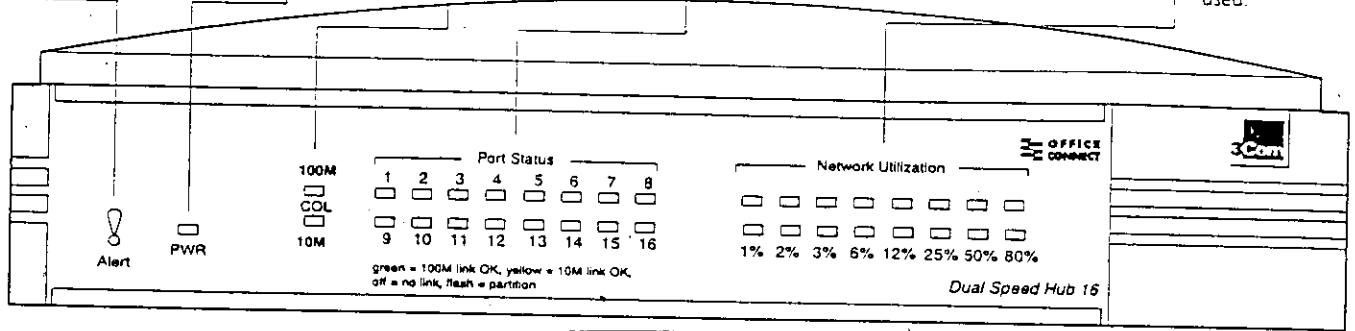 used.
OFFICE
CONNECT
3Com
Port Status
Network Utilization
100M
1 2 3 4 5 6 7 8
COL
10M
9 10 11 12 13 14 15 16
1% 2% 3% 6% 12% 25% 50% 80%
Alert
PWR
green = 100M link OK, yellow = 10M link OK,
off = no link, flash = partition
Dual Speed Hub 16